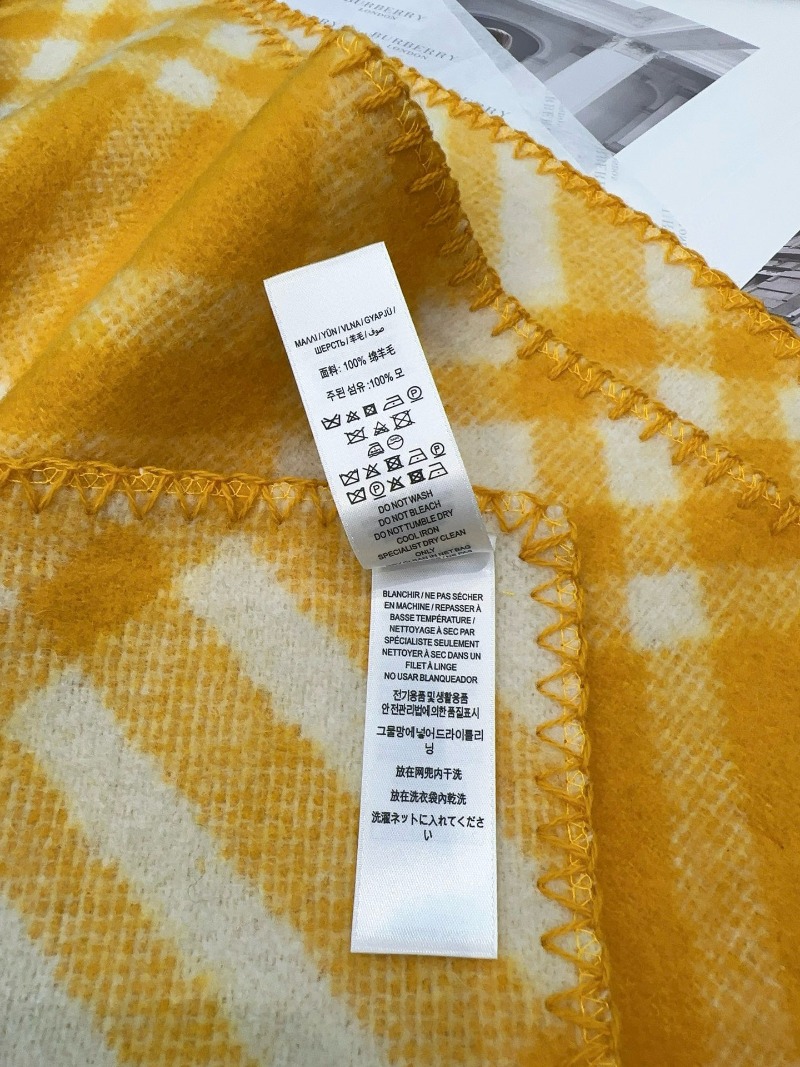 BURBERRY
LONDON
BURBERRY
LONDON
ΜΑΛΛΙ / YÜN / VLNA / GYAPJÚ /
ШЕРСТЬ / 羊毛 / صوف
面料: 100% 绵羊毛
주된 섬유 :100% 모
DO NOT WASH
DO NOT BLEACH
DO NOT TUMBLE DRY
COOL IRON
SPECIALIST DRY CLEAN
ONLY
BLANCHIR / NE PAS SÉCHER
EN MACHINE / REPASSER À
BASSE TEMPÉRATURE /
NETTOYAGE À SEC PAR
SPÉCIALISTE SEULEMENT
NETTOYER À SEC DANS UN
FILET À LINGE
NO USAR BLANQUEADOR
전기용품 및 생활용품
안전관리법에 의한 품질표시
그물망에 넣어 드라이클리
닝
放在网兜内干洗
放在洗衣袋內乾洗
洗濯ネットに入れてくださ
い